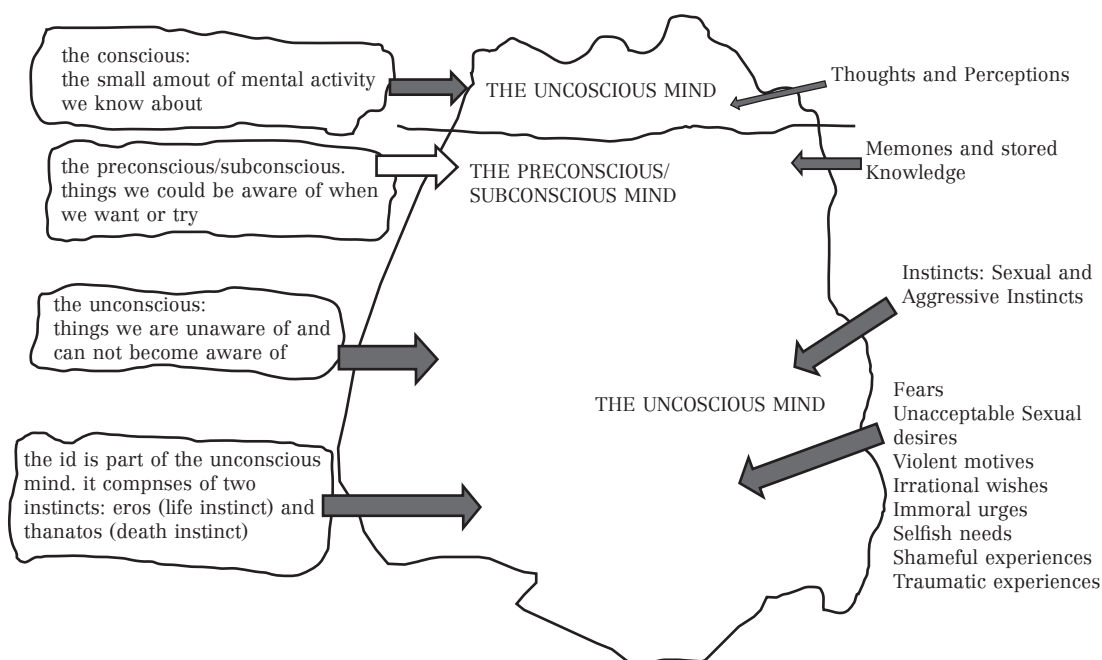 the conscious:
the small amout of mental activity
we know about
THE UNCOSCIOUS MIND
Thoughts and Perceptions
the preconscious/subconscious.
things we could be aware of when
we want or try
THE PRECONSCIOUS/
SUBCONSCIOUS MIND
Memones and stored
Knowledge
the unconscious:
things we are unaware of and
can not become aware of
Instincts: Sexual and
Aggressive Instincts
THE UNCOSCIOUS MIND
the id is part of the unconscious
mind. it compnses of two
instincts: eros (life instinct) and
thanatos (death instinct)
Fears
Unacceptable Sexual
desires
Violent motives
Irrational wishes
Immoral urges
Selfish needs
Shameful experiences
Traumatic experiences